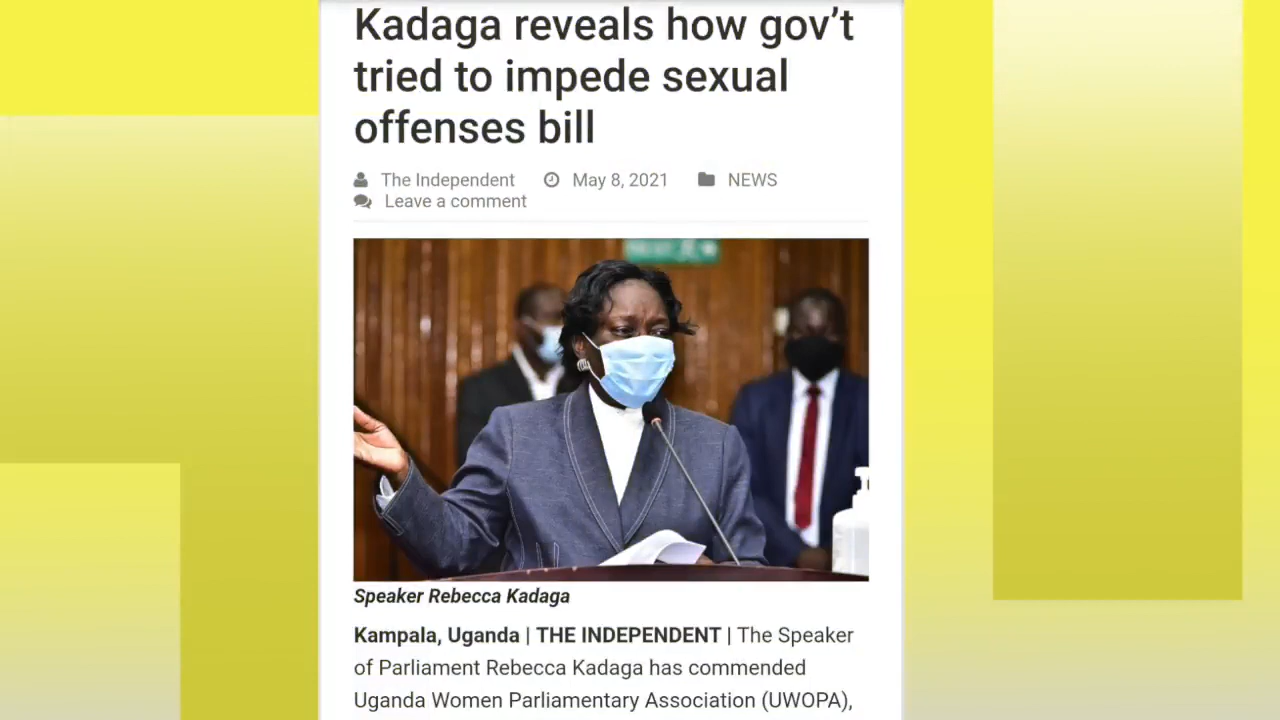 Kadaga reveals how gov’t
tried to impede sexual
offenses bill
The Independent May 8, 2021 NEWS
Leave a comment
Speaker Rebecca Kadaga
Kampala, Uganda | THE INDEPENDENT | The Speaker
of Parliament Rebecca Kadaga has commended
Uganda Women Parliamentary Association (UWOPA),